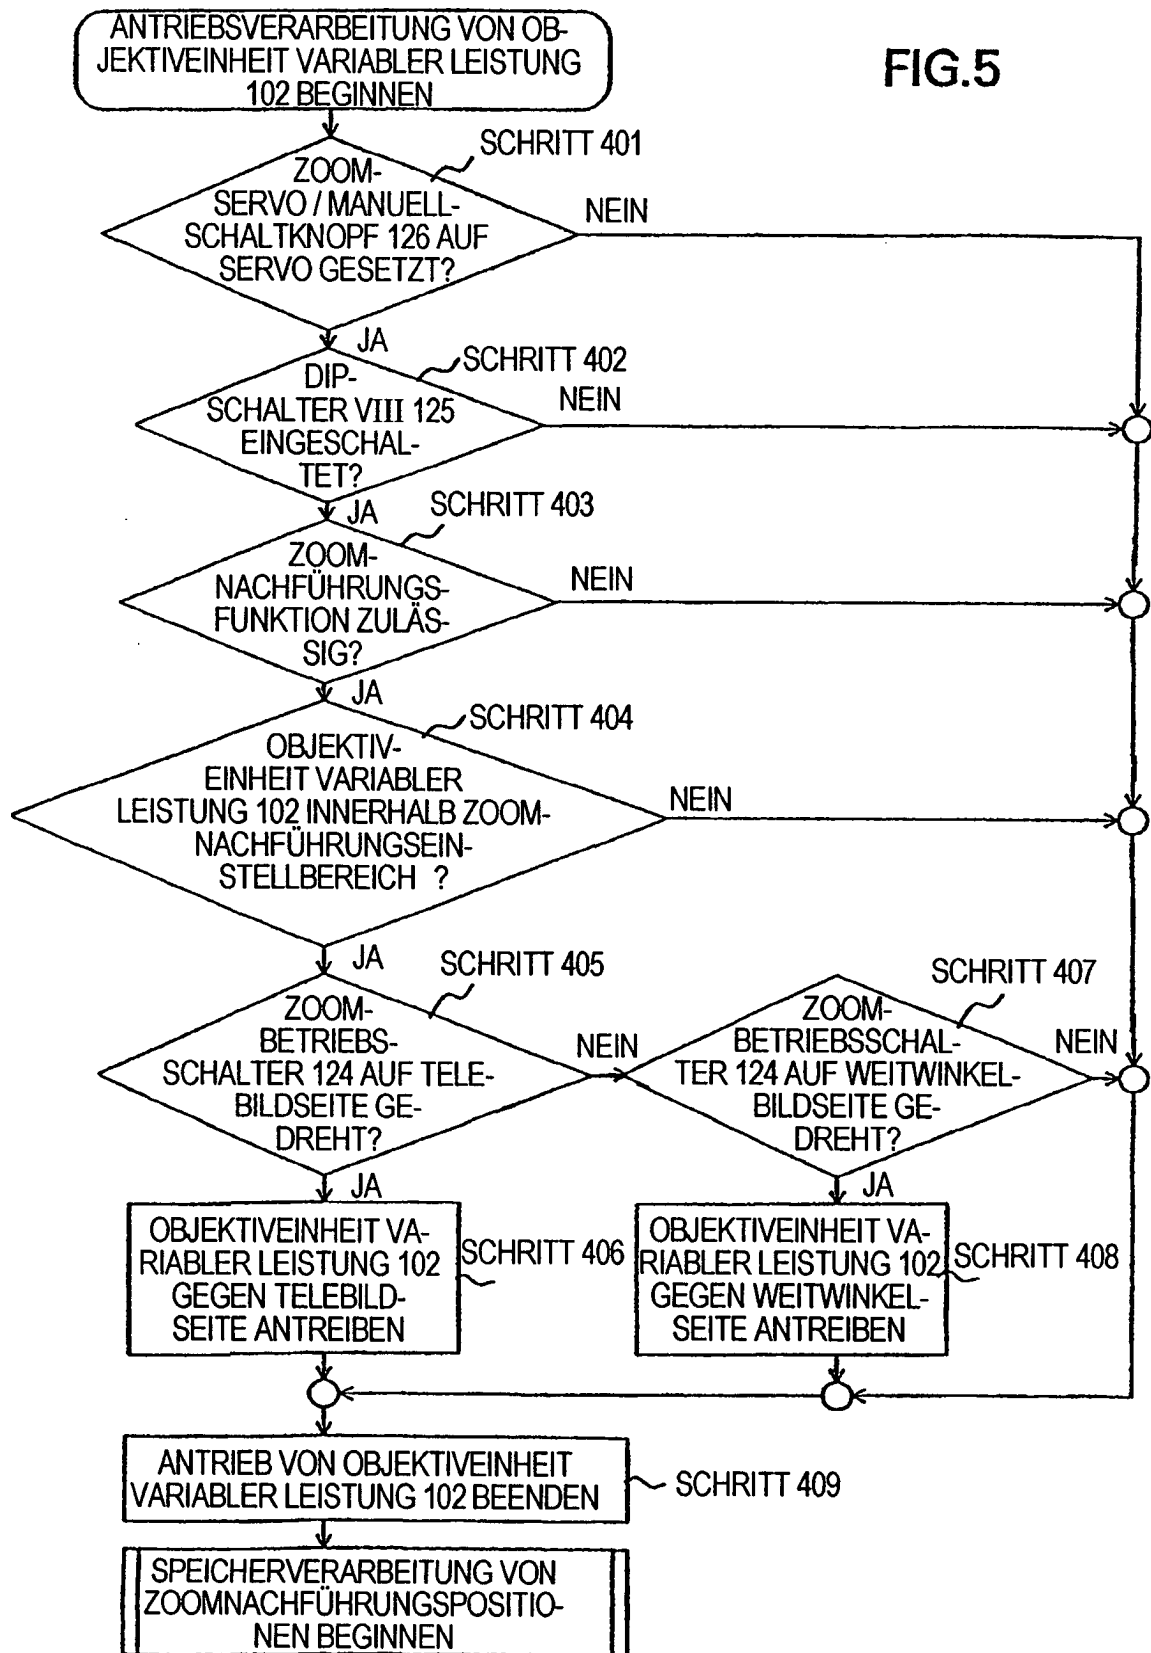 ANTRIEBSVERARBEITUNG VON OB-
JEKTIVEINHEIT VARIABLER LEISTUNG
102 BEGINNEN
FIG.5
SCHRITT 401
ZOOM-
SERVO / MANUELL-
SCHALTKNOPF 126 AUF
SERVO GESETZT?
NEIN
JA
SCHRITT 402
DIP-
SCHALTER VIII 125
EINGESCHAL-
TET?
NEIN
JA
SCHRITT 403
ZOOM-
NACHFÜHRUNGS-
FUNKTION ZULÄS-
SIG?
NEIN
JA
SCHRITT 404
OBJEKTIV-
EINHEIT VARIABLER
LEISTUNG 102 INNERHALB ZOOM-
NACHFÜHRUNGSEIN-
STELLBEREICH ?
NEIN
JA
SCHRITT 405
ZOOM-
BETRIEBS-
SCHALTER 124 AUF TELE-
BILDSEITE GE-
DREHT?
NEIN
JA
SCHRITT 407
ZOOM-
BETRIEBSSCHAL-
TER 124 AUF WEITWINKEL-
BILDSEITE GE-
DREHT?
NEIN
JA
OBJEKTIVEINHEIT VA-
RIABLER LEISTUNG 102
GEGEN TELEBILD-
SEITE ANTREIBEN
SCHRITT 406
OBJEKTIVEINHEIT VA-
RIABLER LEISTUNG 102
GEGEN WEITWINKEL-
SEITE ANTREIBEN
SCHRITT 408
ANTRIEB VON OBJEKTIVEINHEIT
VARIABLER LEISTUNG 102 BEENDEN
SCHRITT 409
SPEICHERVERARBEITUNG VON
ZOOMNACHFÜHRUNGSPOSITIO-
NEN BEGINNEN